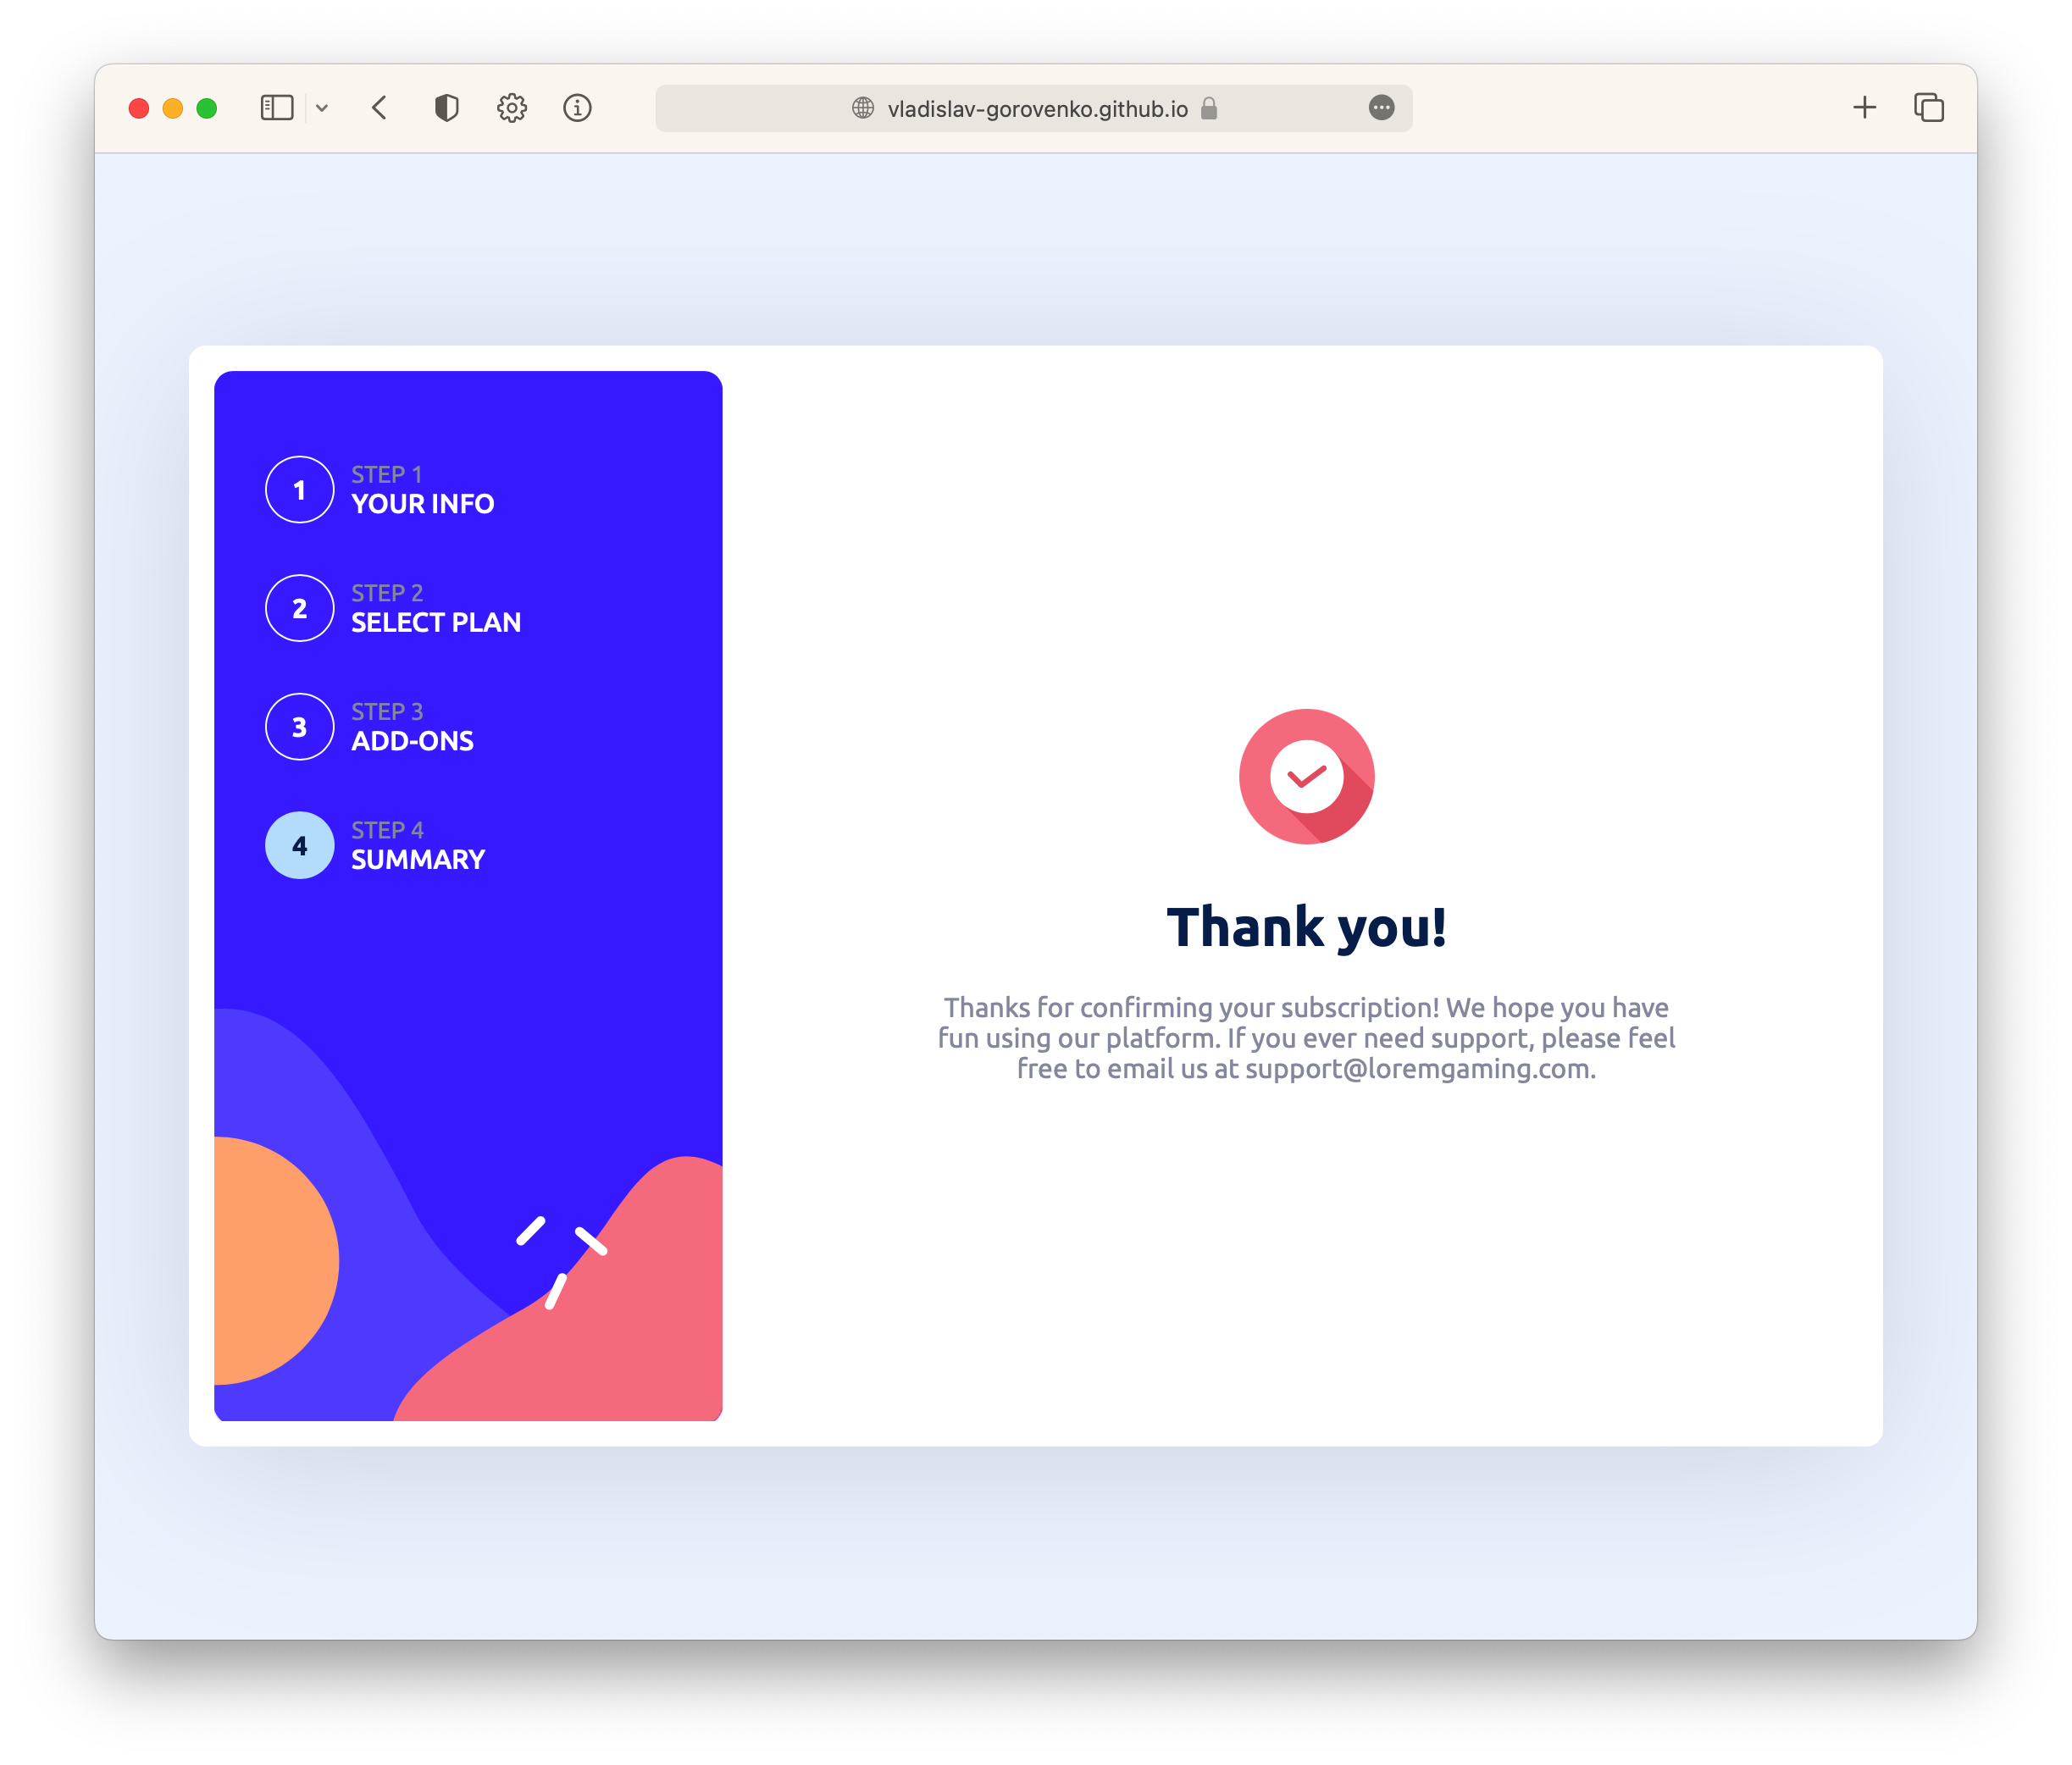 vladislav-gorovenko.github.io
1
STEP 1
YOUR INFO
2
STEP 2
SELECT PLAN
3
STEP 3
ADD-ONS
4
STEP 4
SUMMARY
Thank you!
Thanks for confirming your subscription! We hope you have
fun using our platform. If you ever need support, please feel
free to email us at support@loremgaming.com.